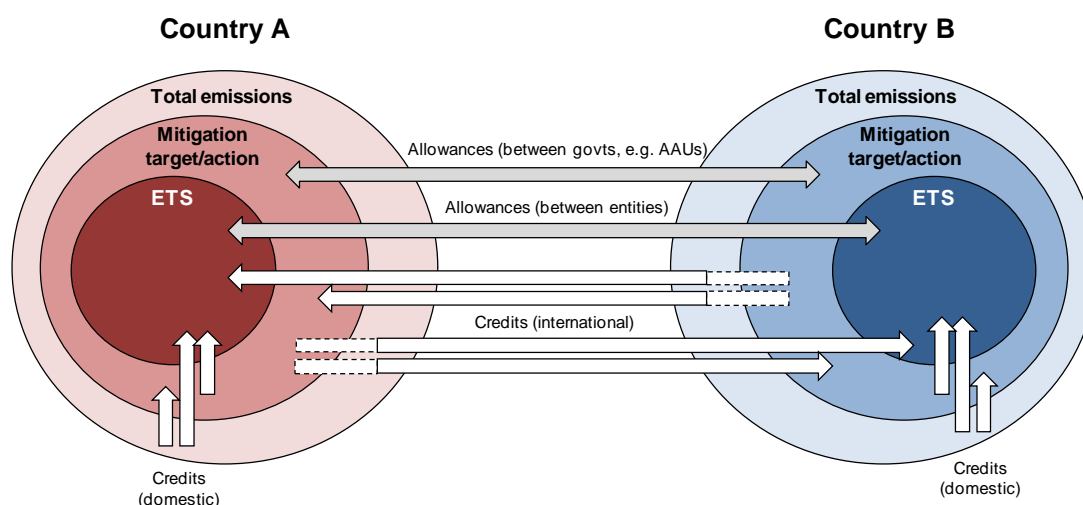 Country A
Country B
Total emissions
Total emissions
Mitigation
target/action
Mitigation
target/action
Allowances (between govts, e.g. AAUs)
ETS
ETS
Allowances (between entities)
Credits (international)
Credits
(domestic)
Credits
(domestic)